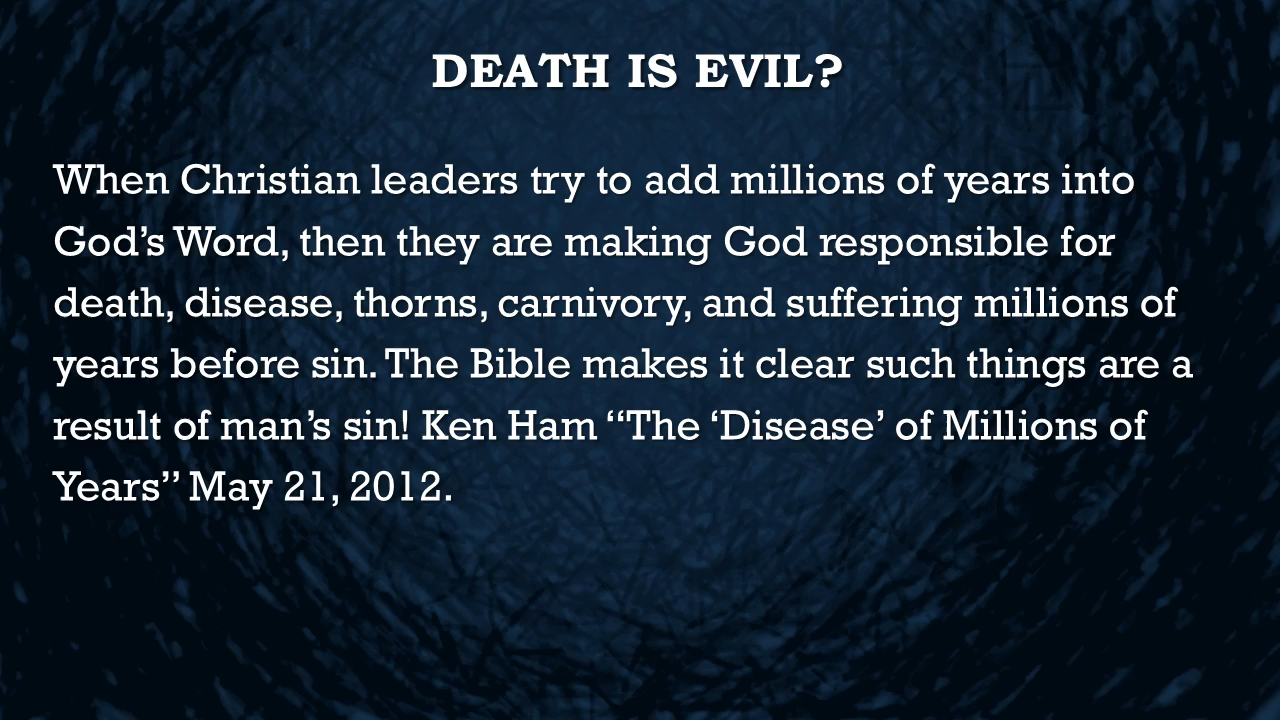 DEATH IS EVIL?
When Christian leaders try to add millions of years into
God’s Word, then they are making God responsible for
death, disease, thorns, carnivory, and suffering millions of
years before sin. The Bible makes it clear such things are a
result of man’s sin! Ken Ham “The ‘Disease’ of Millions of
Years” May 21, 2012.